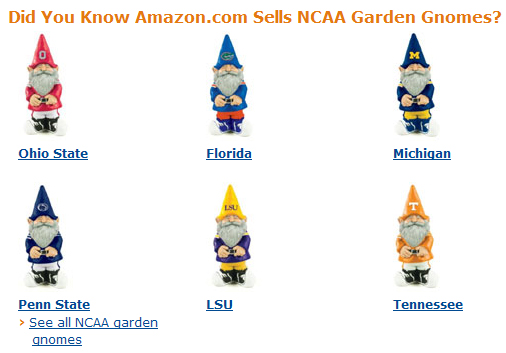 Did You Know Amazon.com Sells NCAA Garden Gnomes?
Ohio State
Florida
Michigan
LSU
T
Penn State
LSU
Tennessee
› See all NCAA garden
gnomes